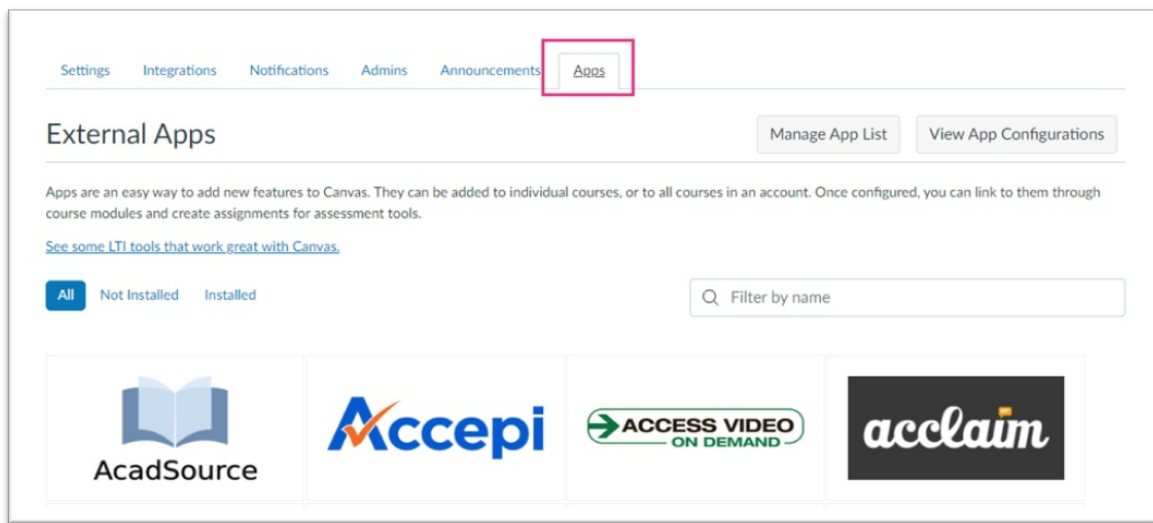 Settings Integrations Notifications Admins Announcements Apps
External Apps
Manage App List View App Configurations
Apps are an easy way to add new features to Canvas. They can be added to individual courses, or to all courses in an account. Once configured, you can link to them through
course modules and create assignments for assessment tools.
See some LTI tools that work great with Canvas.
All Not Installed Installed
Filter by name
AcadSource
Accepi
ACCESS VIDEO
ON DEMAND
acclaim